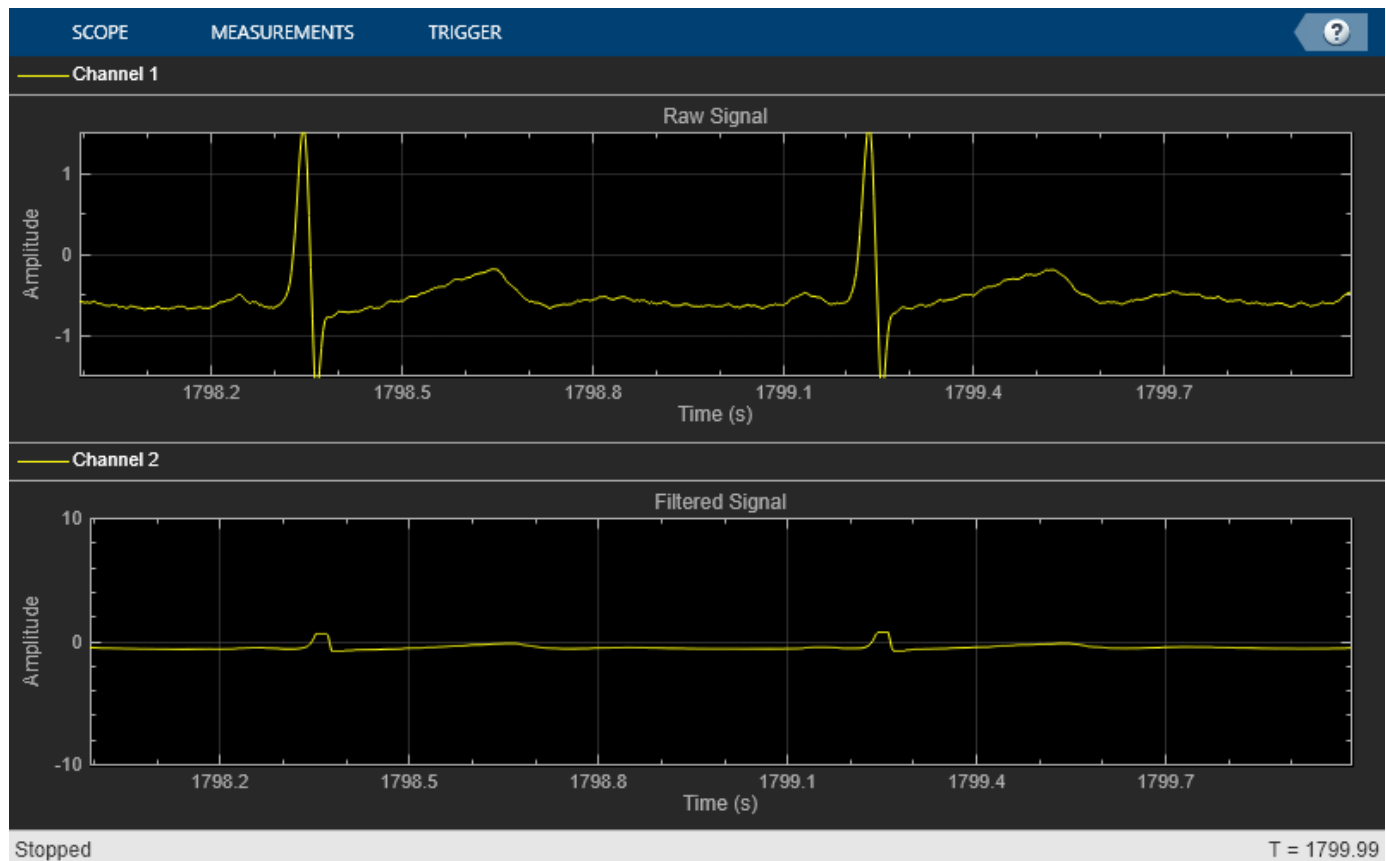 SCOPE MEASUREMENTS TRIGGER ?
Channel 1
Raw Signal
Amplitude
1
0
-1
1798.2 1798.5 1798.8 1799.1 1799.4 1799.7
Time (s)
Channel 2
Filtered Signal
Amplitude
10
0
-10
1798.2 1798.5 1798.8 1799.1 1799.4 1799.7
Time (s)
Stopped T = 1799.99